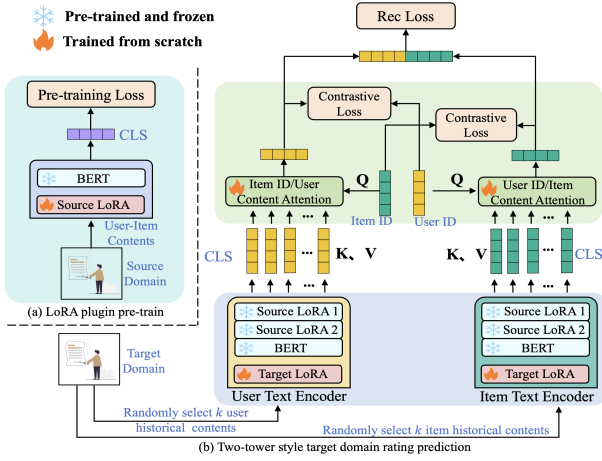 Pre-trained and frozen
Trained from scratch
Rec Loss
Pre-training Loss
CLS
BERT
Source LoRA
User-Item
Contents
Source
Domain
(a) LoRA plugin pre-train
Contrastive
Loss
Contrastive
Loss
Item ID/User
Content Attention
Q
Item ID
User ID
Q
User ID/Item
Content Attention
CLS
K、V
K、V
CLS
Source LoRA 1
Source LoRA 2
BERT
Target LoRA
User Text Encoder
Source LoRA 1
Source LoRA 2
BERT
Target LoRA
Item Text Encoder
Target
Domain
Randomly select k user
historical contents
Randomly select k item historical contents
(b) Two-tower style target domain rating prediction